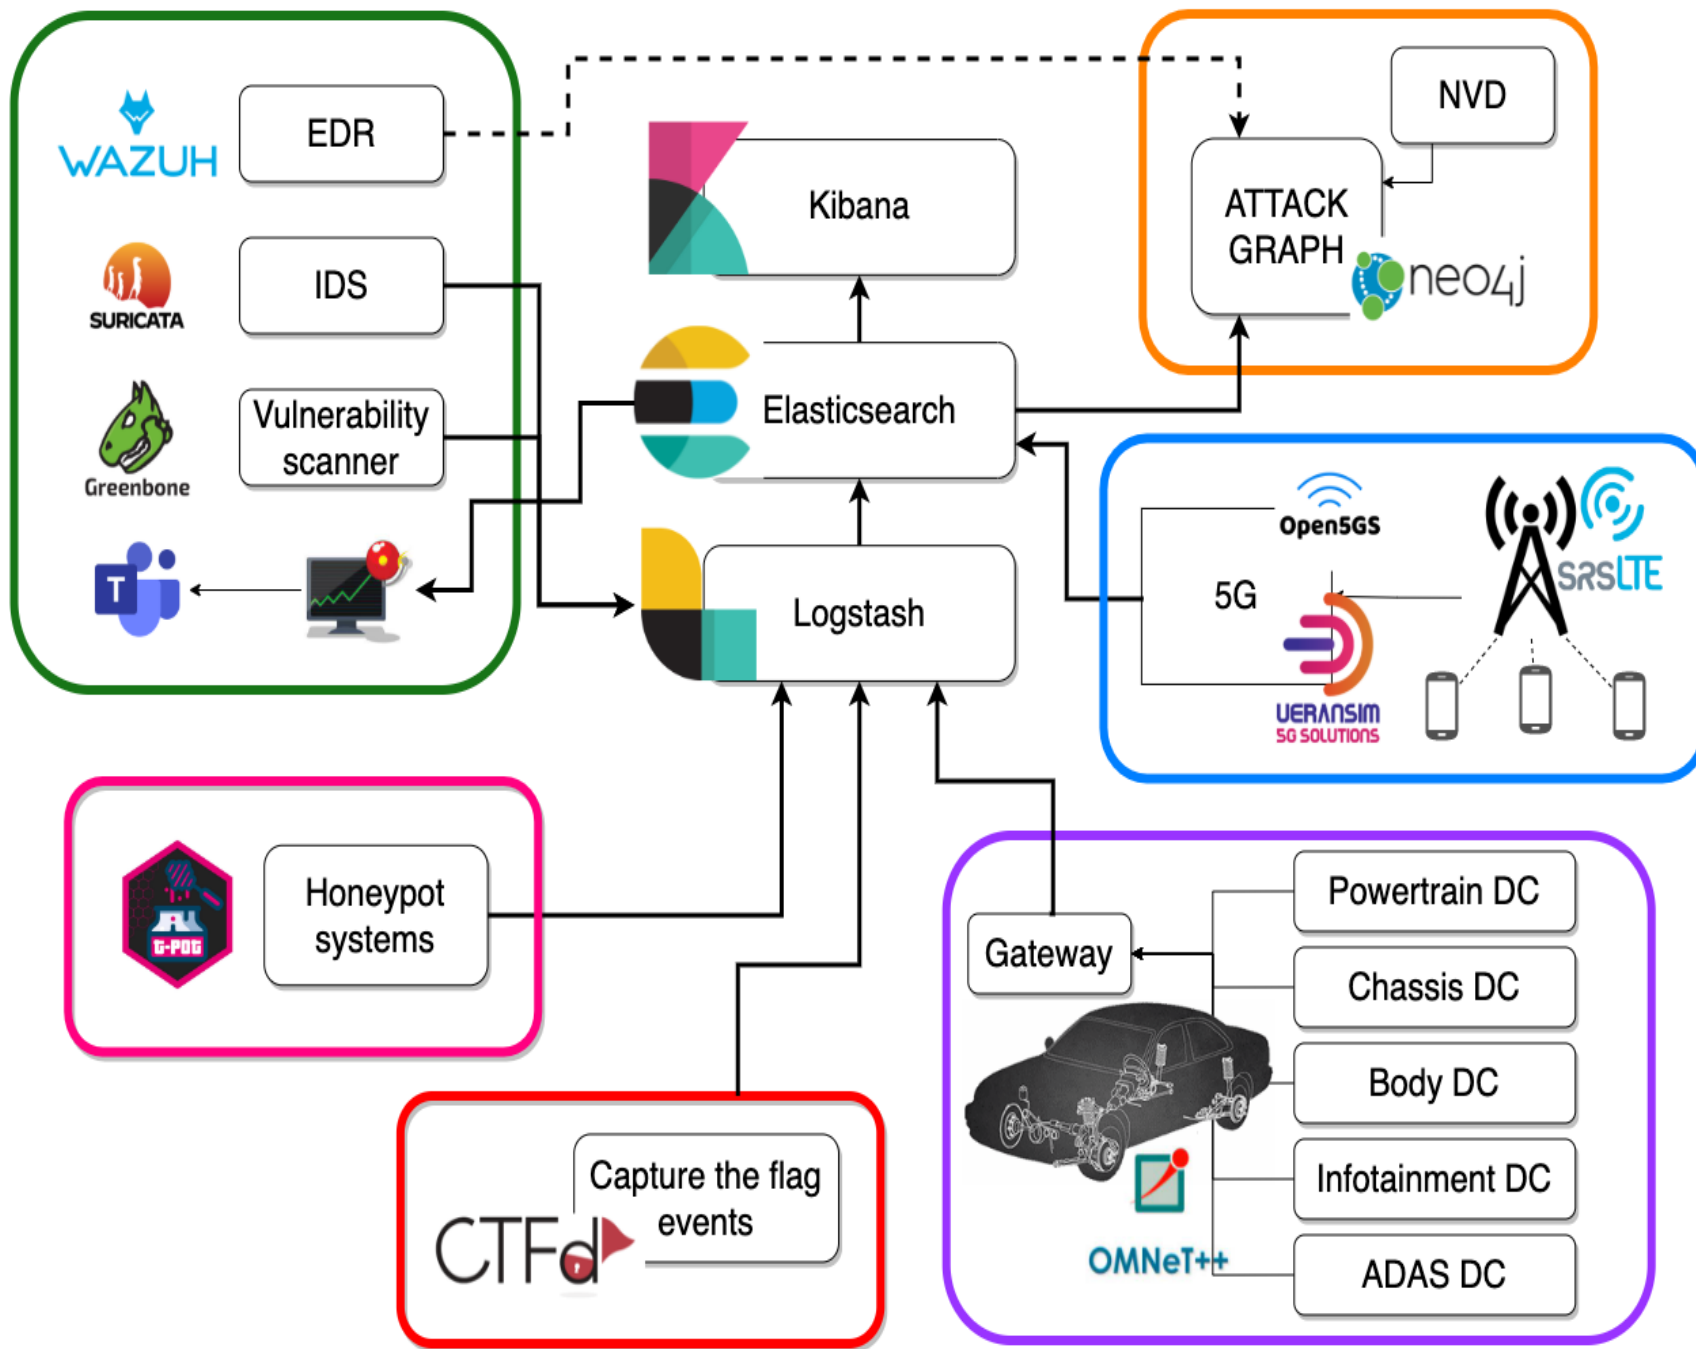 WAZUH
EDR
SURICATA
IDS
Greenbone
Vulnerability
scanner
T
Kibana
Elasticsearch
Logstash
NVD
ATTACK
GRAPH
neo4j
Open5GS
5G
SRSLTE
UERANSIM
5G SOLUTIONS
t-pot
Honeypot
systems
CTFd
Capture the flag
events
Gateway
OMNeT++
Powertrain DC
Chassis DC
Body DC
Infotainment DC
ADAS DC